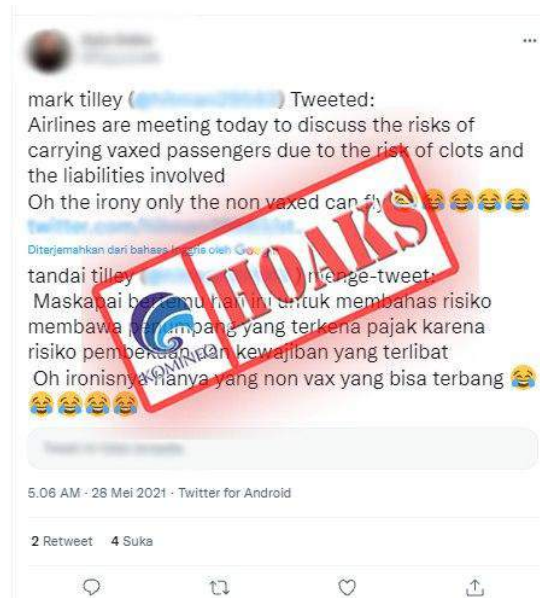 mark tilley ( ) Tweeted:
Airlines are meeting today to discuss the risks of
carrying vaxed passengers due to the risk of clots and
the liabilities involved
Oh the irony only the non vaxed can fly
Diterjemahkan dari bahasa Inggris oleh Google
tandai tilley ( ) menge-tweet:
Maskapai bertemu hari ini untuk membahas risiko
membawa penumpang yang terkena pajak karena
risiko pembekuan dan kewajiban yang terlibat
Oh ironisnya hanya yang non vax yang bisa terbang
HOAKS
KOMINFO
5.06 AM · 28 Mei 2021 · Twitter for Android
2 Retweet 4 Suka